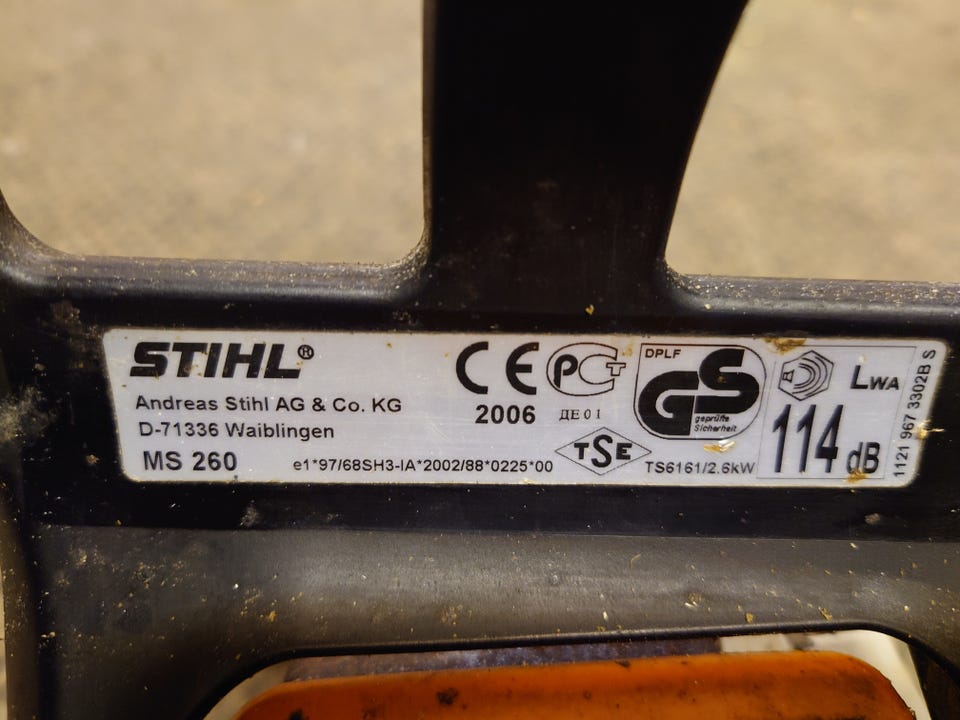 STIHL®
Andreas Stihl AG & Co. KG
D-71336 Waiblingen
MS 260
e1*97/68SH3-IA*2002/88*0225*00
CE
2006
РСТ
ДЕ01
TSE
DPLF
GS
geprüfte
Sicherheit
TS6161/2.6kW
LWA
114 dB
1121 967 3302B S